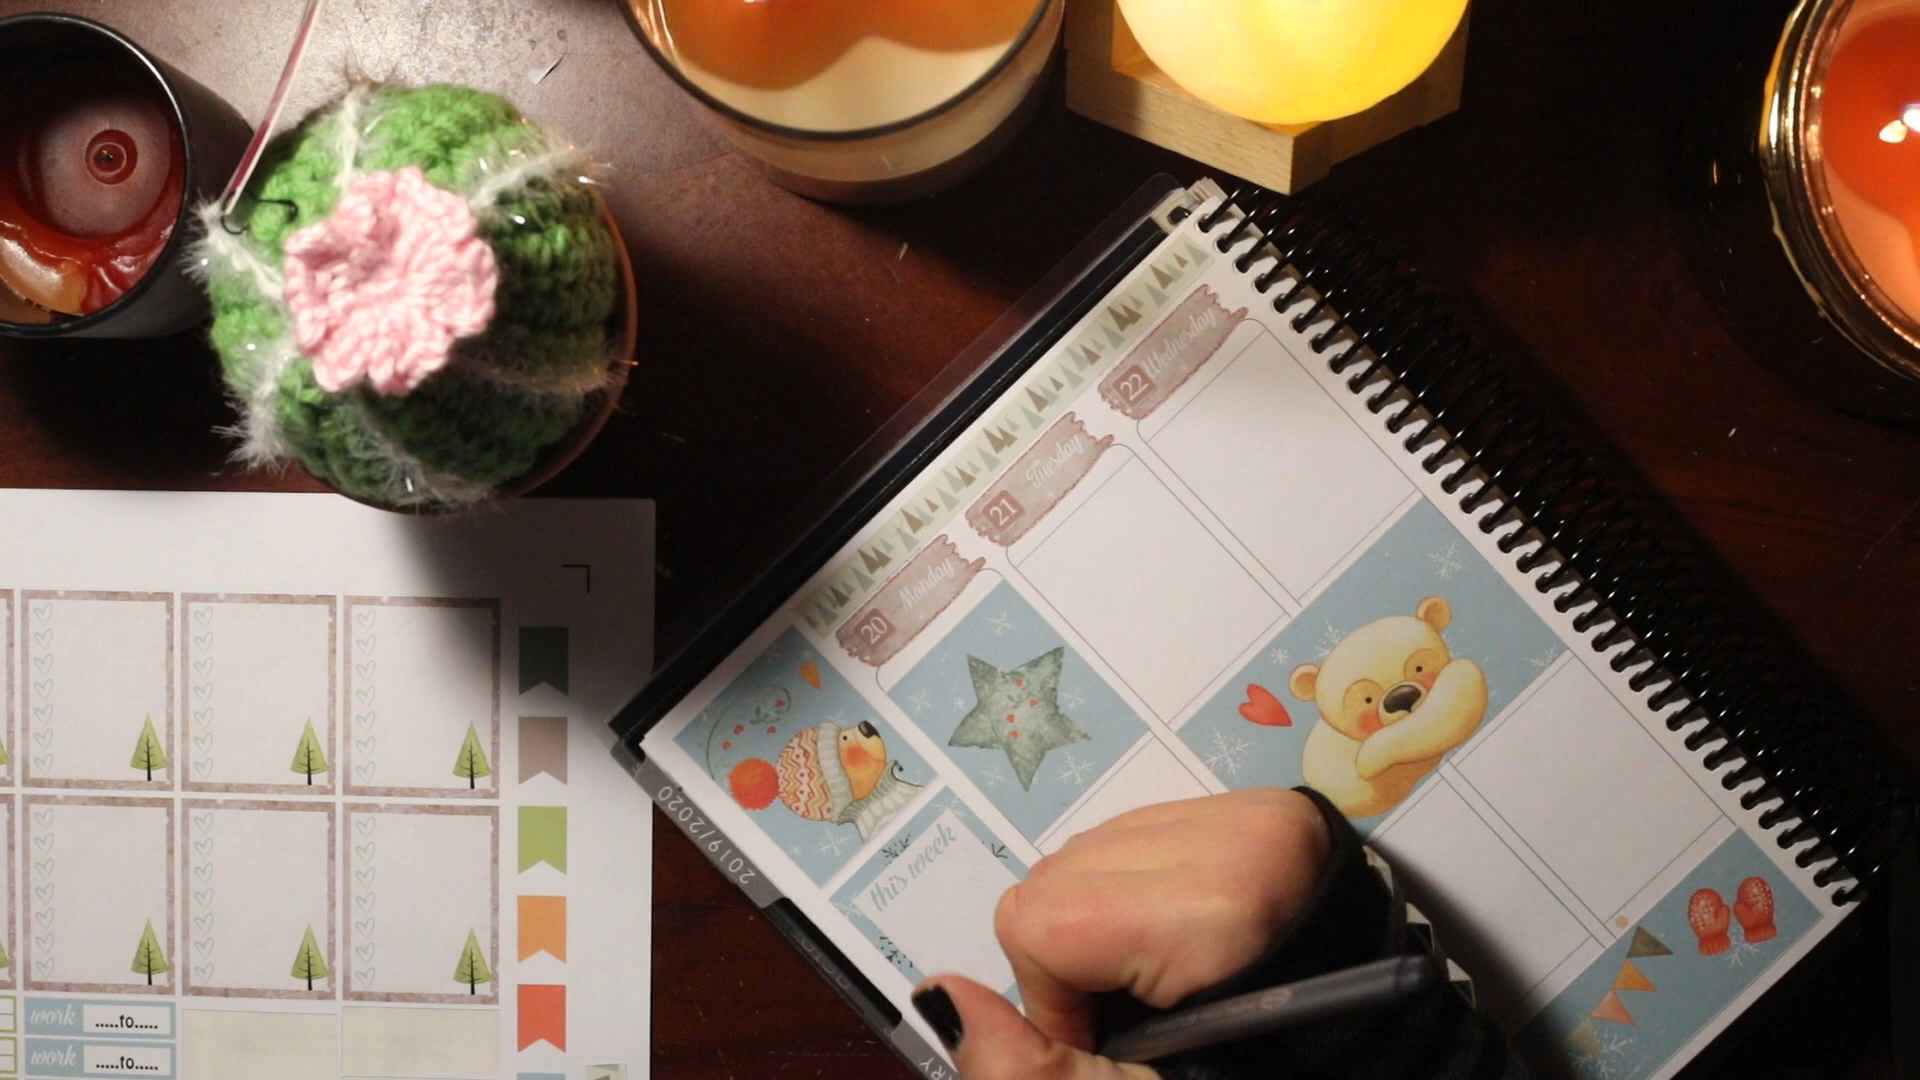 22 Wednesday
21 Tuesday
20 Monday
this week
2019/2020
work .....to.....
work .....to.....